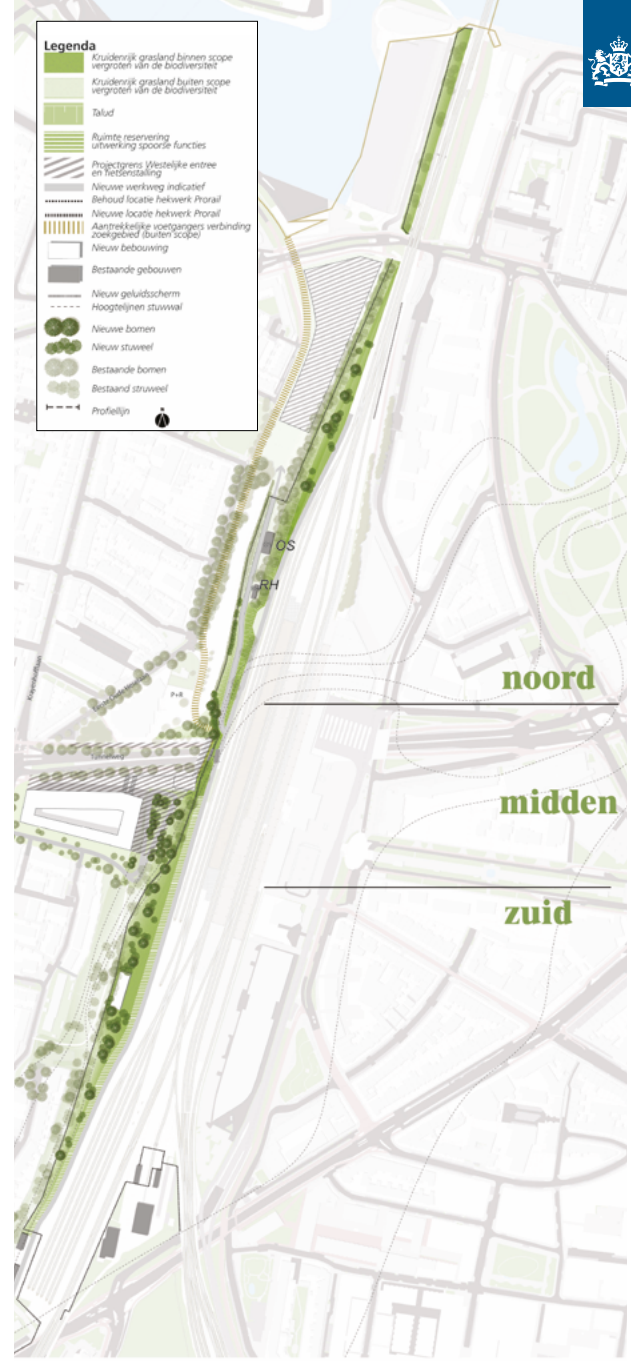 Legenda
Kruidenrijk grasland binnen scope
vergroten van de biodiversiteit
Kruidenrijk grasland buiten scope
vergroten van de biodiversiteit
Talud
Ruimte reservering
uitwerking spoorse functies
Projectgrens Westelijke entree
en fietsenstalling
Nieuwe werkweg indicatief
Behoud locatie hekwerk Prorail
Nieuwe locatie hekwerk Prorail
Aantrekkelijke voetgangers verbinding
zoekgebied (buiten scope)
Nieuw bebouwing
Bestaande gebouwen
Nieuw geluidsscherm
Hoogtelijnen stuwwal
Nieuwe bomen
Nieuw stuweel
Bestaande bomen
Bestaand struweel
Profiellijn
OS
RH
P+R
noord
midden
zuid